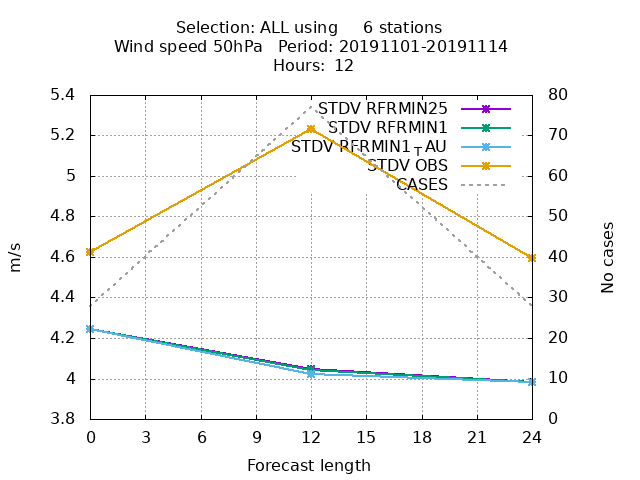 Selection: ALL using 6 stations
Wind speed 50hPa Period: 20191101-20191114
Hours: 12
5.4 80
STDV RFRMIN25
STDV RFRMIN1
5.2 70
STDV RFRMIN1TAU
STDV OBS
5 60
CASES
4.8 50
4.6 40
m/s
No cases
4.4 30
4.2 20
4 10
3.8 0
0 3 6 9 12 15 18 21 24
Forecast length